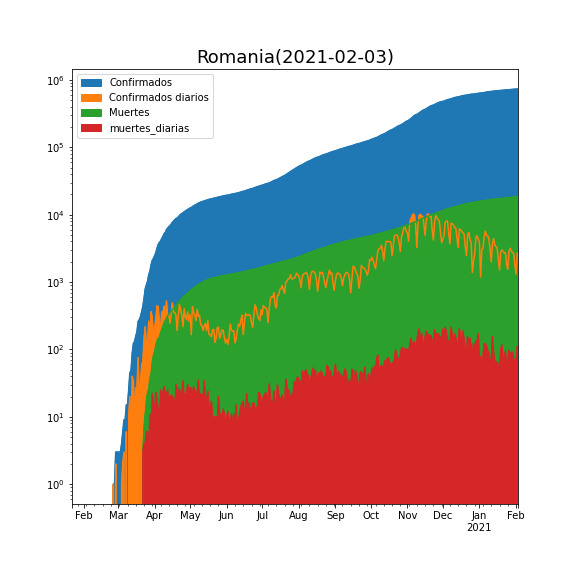 Romania(2021-02-03)
Confirmados
Confirmados diarios
Muertes
muertes_diarias
10⁶
10⁵
10⁴
10³
10²
10¹
10⁰
Feb Mar Apr May Jun Jul Aug Sep Oct Nov Dec Jan Feb
2021